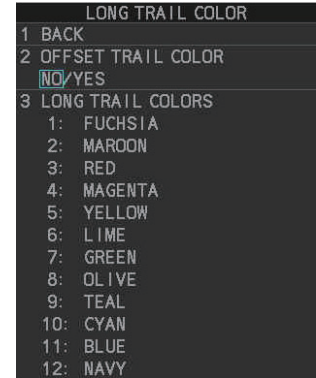 LONG TRAIL COLOR
1 BACK
2 OFFSET TRAIL COLOR
NO/YES
3 LONG TRAIL COLORS
1: FUCHSIA
2: MAROON
3: RED
4: MAGENTA
5: YELLOW
6: LIME
7: GREEN
8: OLIVE
9: TEAL
10: CYAN
11: BLUE
12: NAVY